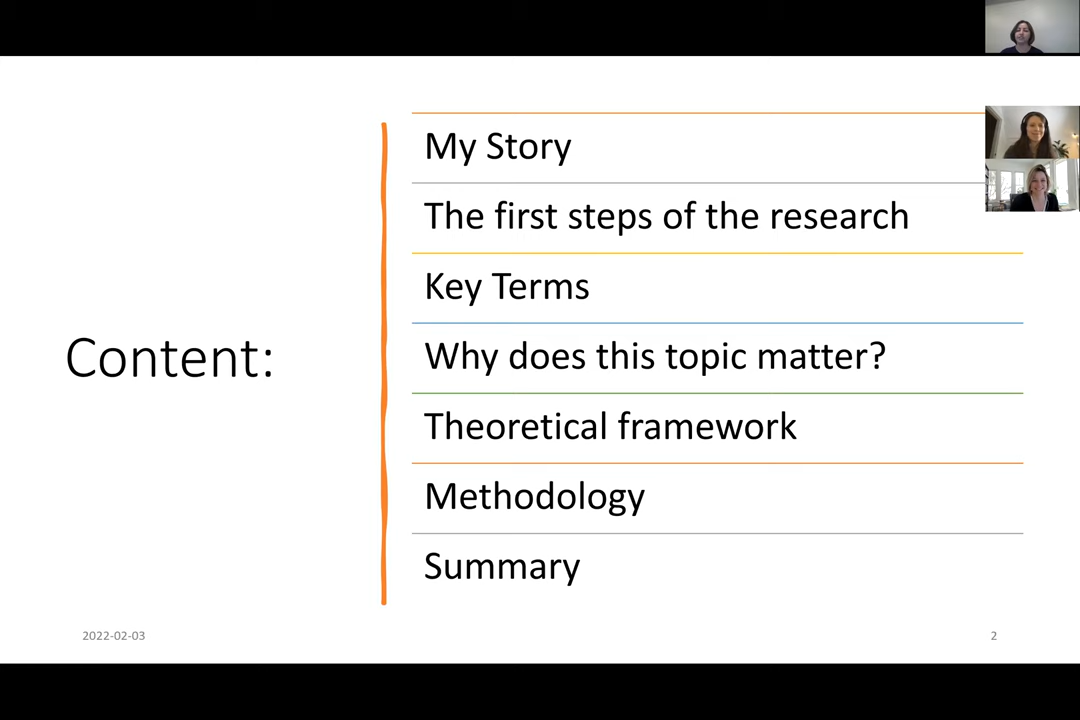 Content:
My Story
The first steps of the research
Key Terms
Why does this topic matter?
Theoretical framework
Methodology
Summary
2022-02-03
2